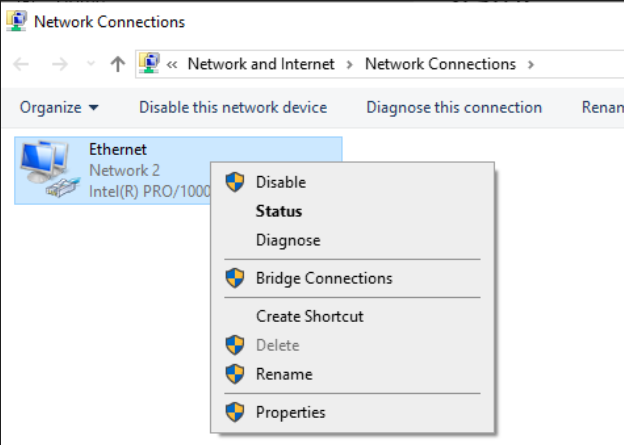 Network Connections
« Network and Internet > Network Connections >
Organize Disable this network device Diagnose this connection
Ethernet
Network 2
Intel(R) PRO/1000
Disable
Status
Diagnose
Bridge Connections
Create Shortcut
Delete
Rename
Properties